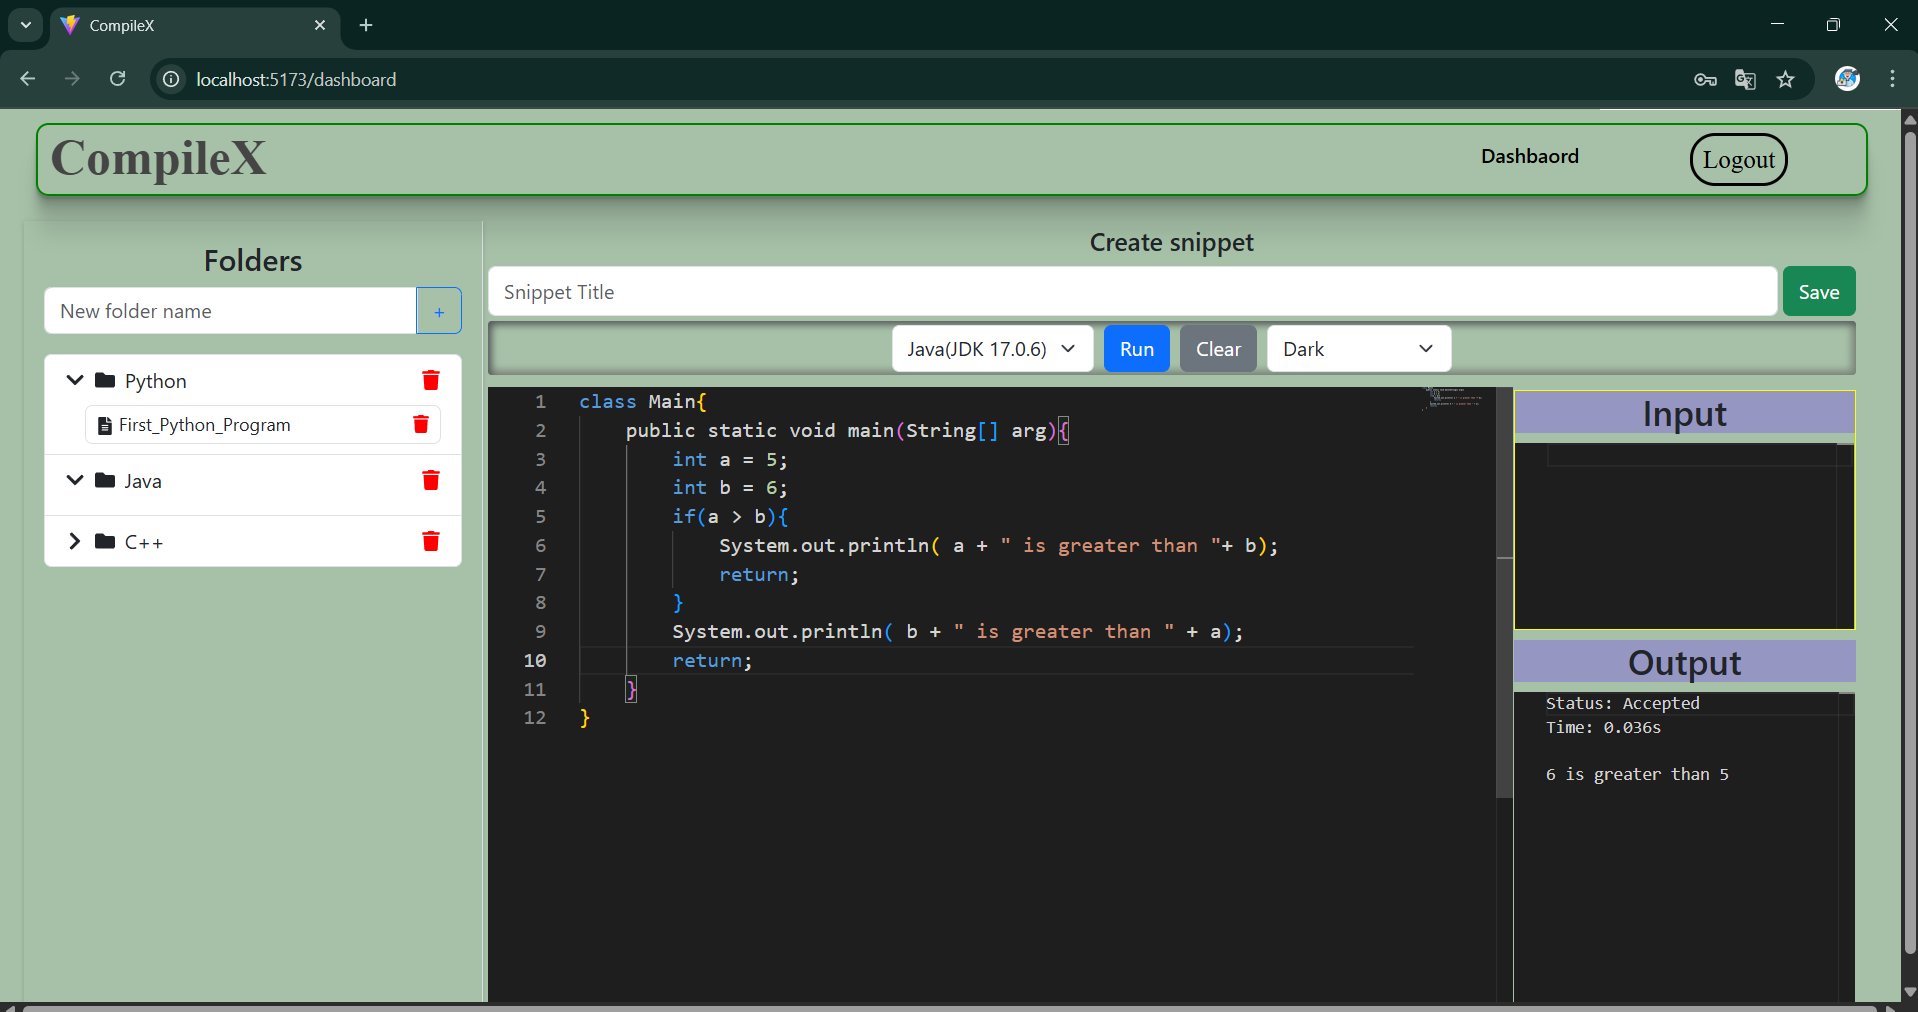 CompileX
localhost:5173/dashboard
CompileX
Dashbaord
Logout
Folders
New folder name
+
Python
First_Python_Program
Java
C++
Create snippet
Snippet Title
Save
Java(JDK 17.0.6)
Run
Clear
Dark
1 class Main{
2     public static void main(String[] arg){
3         int a = 5;
4         int b = 6;
5         if(a > b){
6             System.out.println( a + " is greater than "+ b);
7             return;
8         }
9         System.out.println( b + " is greater than " + a);
10         return;
11     }
12 }
Input
Output
Status: Accepted
Time: 0.036s
6 is greater than 5